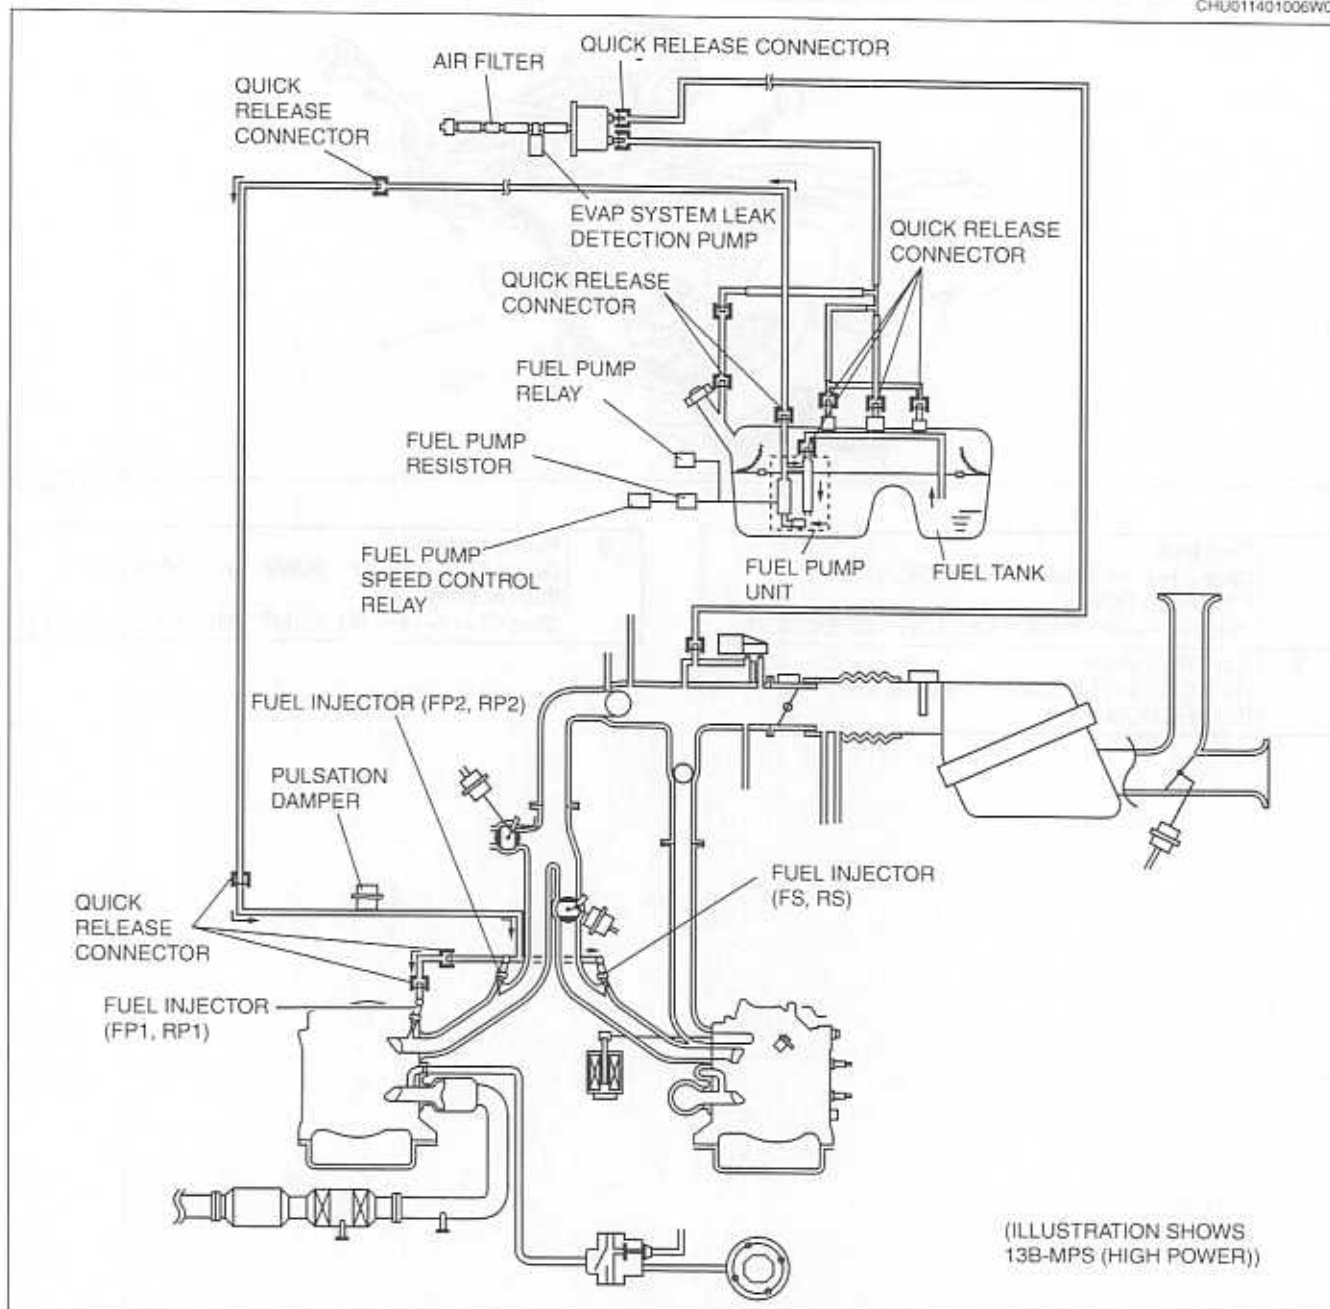 CHU011401006W0
QUICK RELEASE CONNECTOR
AIR FILTER
QUICK
RELEASE
CONNECTOR
EVAP SYSTEM LEAK
DETECTION PUMP
QUICK RELEASE
CONNECTOR
QUICK RELEASE
CONNECTOR
FUEL PUMP
RELAY
FUEL PUMP
RESISTOR
FUEL PUMP
SPEED CONTROL
RELAY
FUEL PUMP
UNIT
FUEL TANK
FUEL INJECTOR (FP2, RP2)
PULSATION
DAMPER
FUEL INJECTOR
(FS, RS)
QUICK
RELEASE
CONNECTOR
FUEL INJECTOR
(FP1, RP1)
(ILLUSTRATION SHOWS
13B-MPS (HIGH POWER))